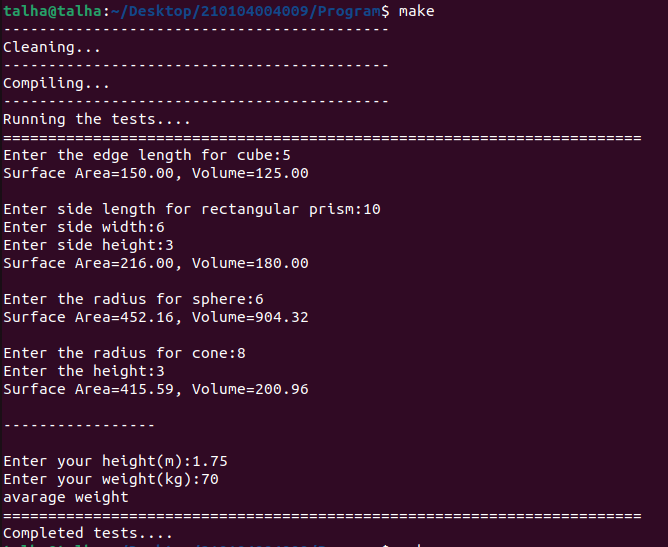 talha@talha:~/Desktop/210104004009/Program$ make
-------------------------------------------
Cleaning...
-------------------------------------------
Compiling...
-------------------------------------------
Running the tests....
=======================================================================
Enter the edge length for cube:5
Surface Area=150.00, Volume=125.00
Enter side length for rectangular prism:10
Enter side width:6
Enter side height:3
Surface Area=216.00, Volume=180.00
Enter the radius for sphere:6
Surface Area=452.16, Volume=904.32
Enter the radius for cone:8
Enter the height:3
Surface Area=415.59, Volume=200.96
-----------------
Enter your height(m):1.75
Enter your weight(kg):70
avarage weight
=======================================================================
Completed tests....